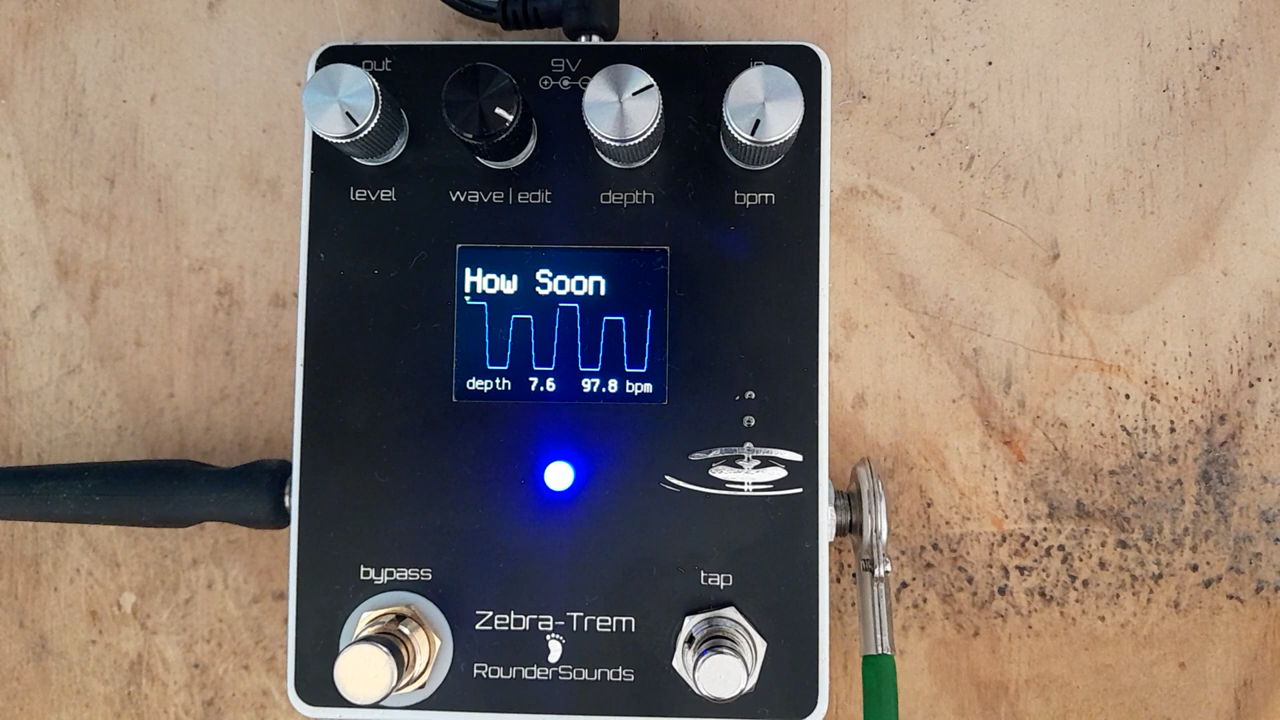 out
9V
in
level
wave|edit
depth
bpm
How Soon
depth 7.6 97.8 bpm
bypass
tap
Zebra-Trem
RounderSounds